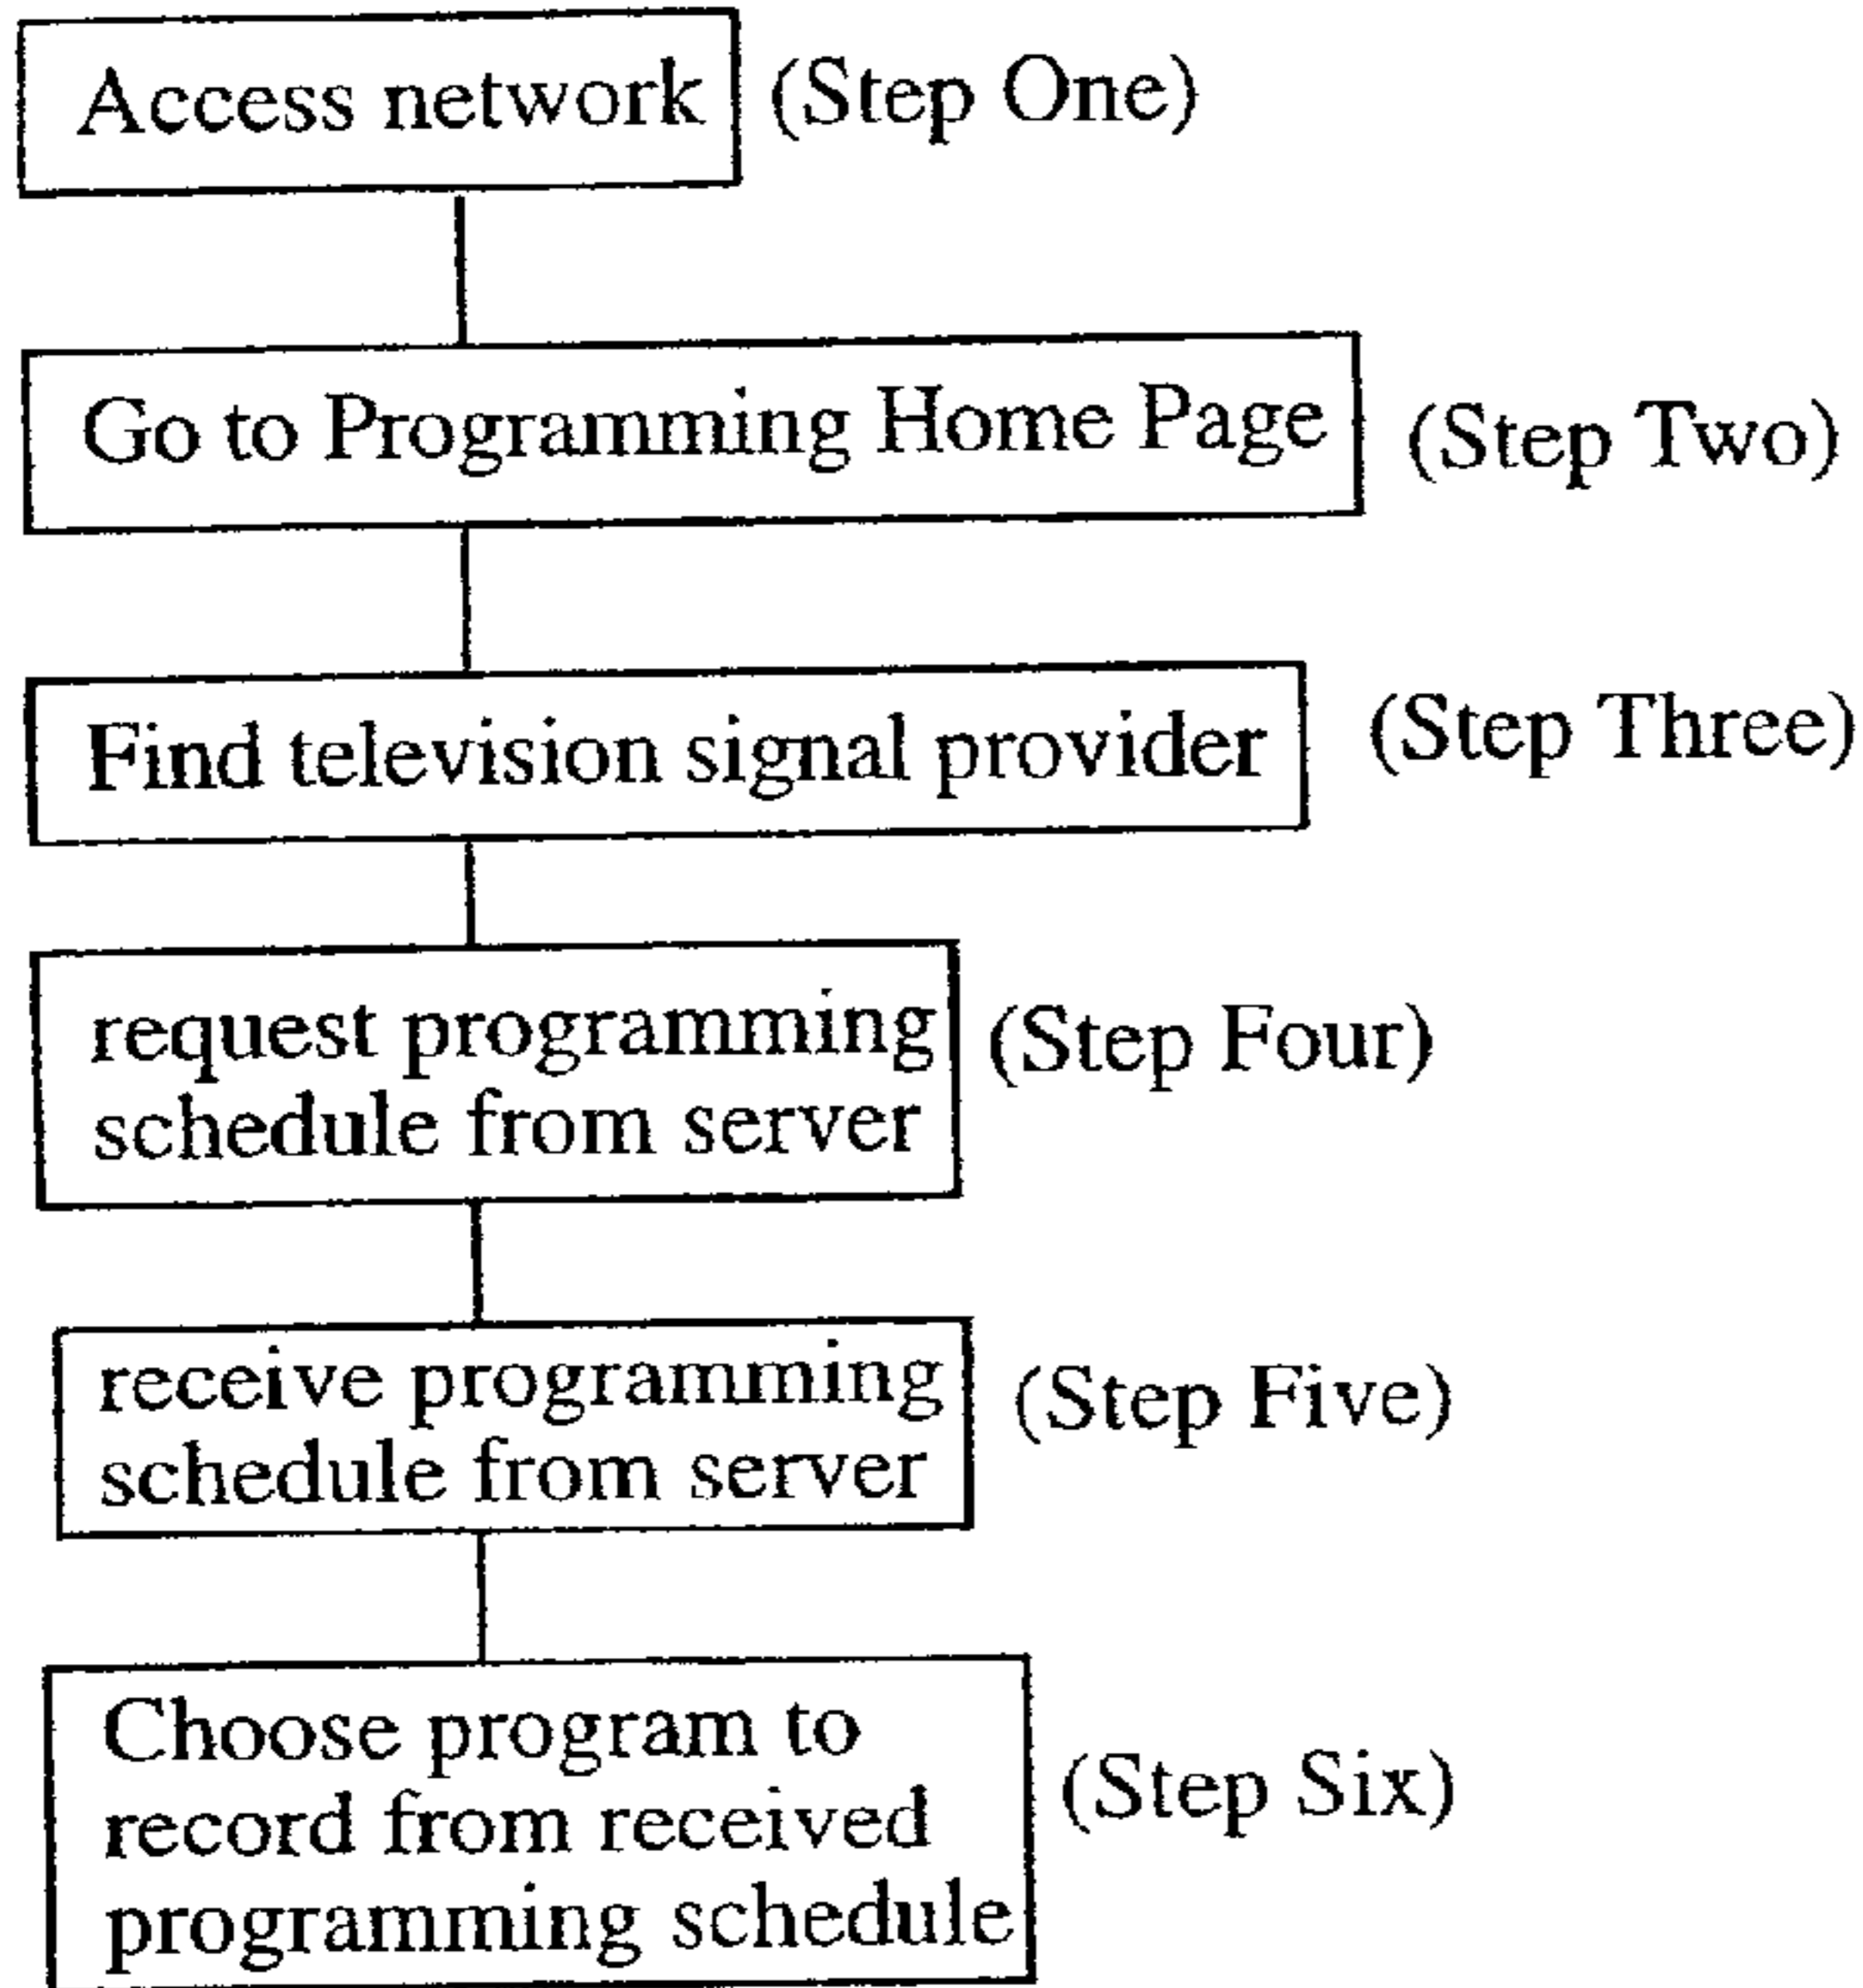 Access network (Step One)
Go to Programming Home Page (Step Two)
Find television signal provider (Step Three)
request programming (Step Four)
schedule from server
receive programming (Step Five)
schedule from server
Choose program to
record from received (Step Six)
programming schedule